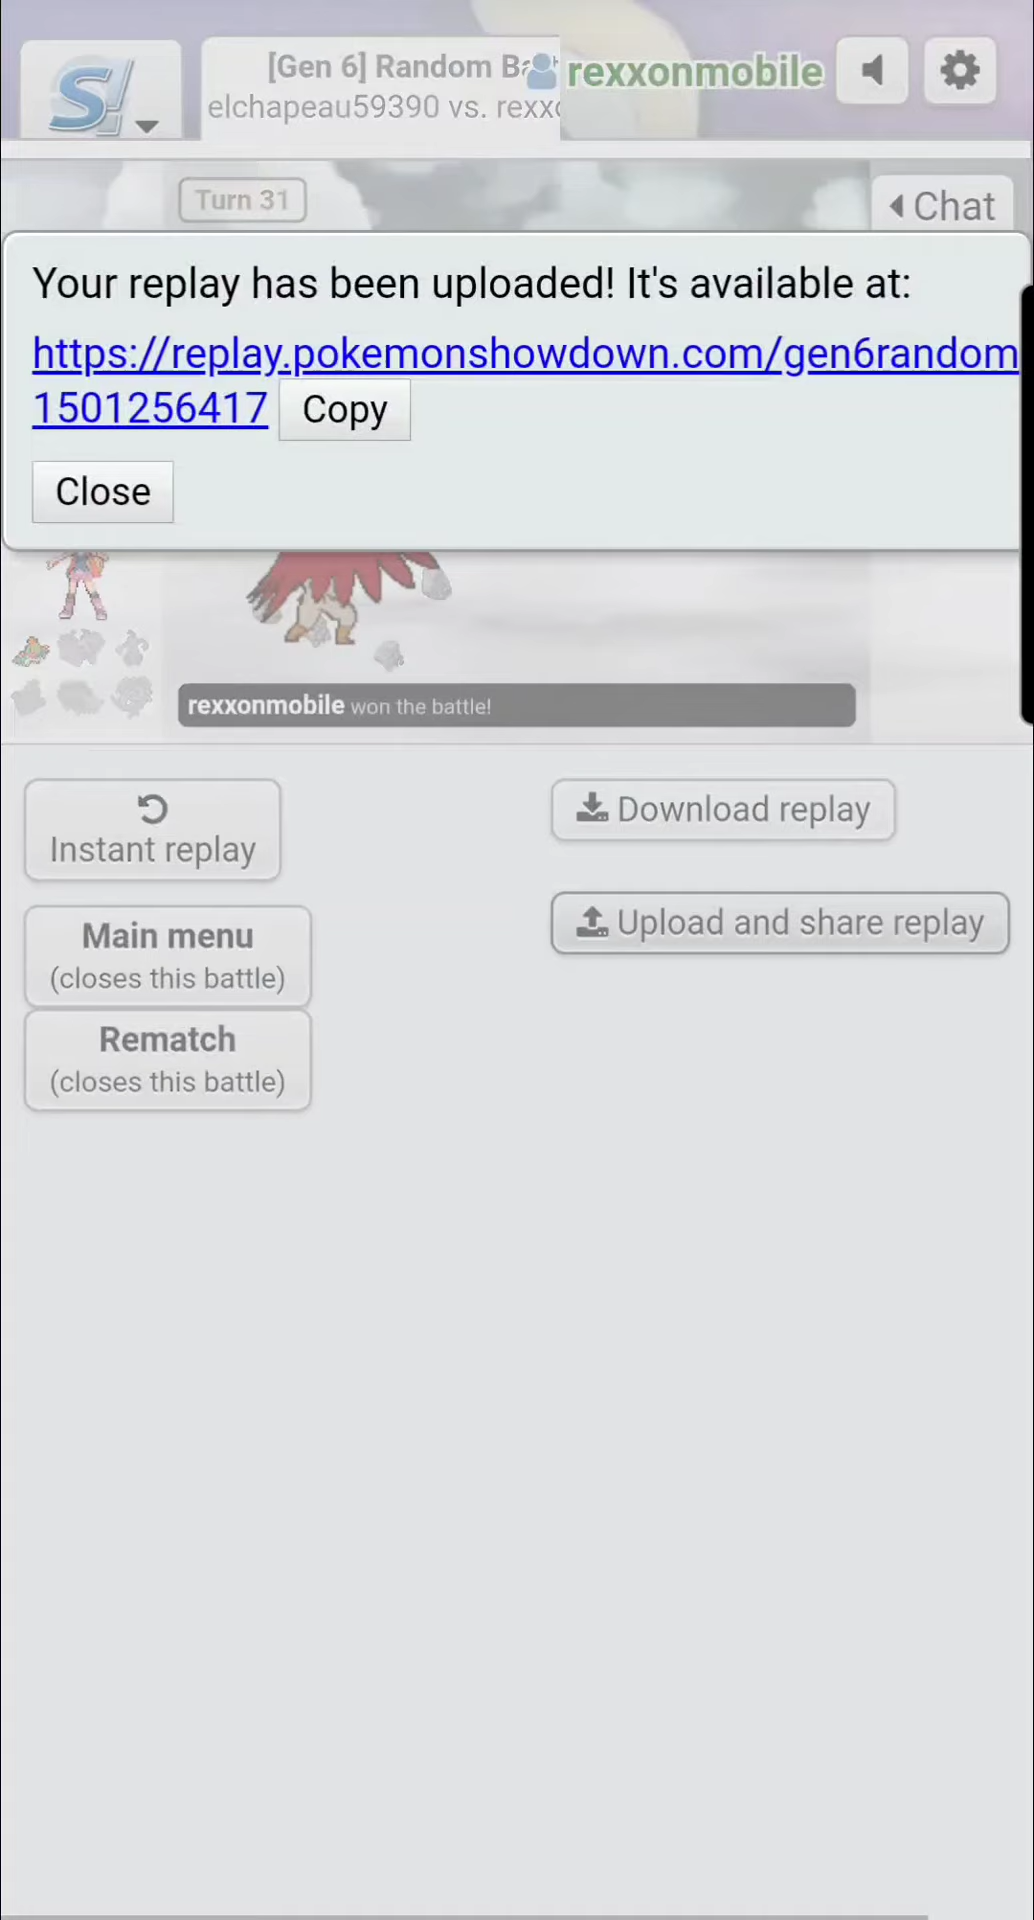 [Gen 6] Random Ba
rexxonmobile
elchapeau59390 vs. rexxo
Turn 31
Chat
Your replay has been uploaded! It's available at:
https://replay.pokemonshowdown.com/gen6random
1501256417 Copy
Close
rexxonmobile won the battle!
Instant replay
Download replay
Upload and share replay
Main menu
(closes this battle)
Rematch
(closes this battle)